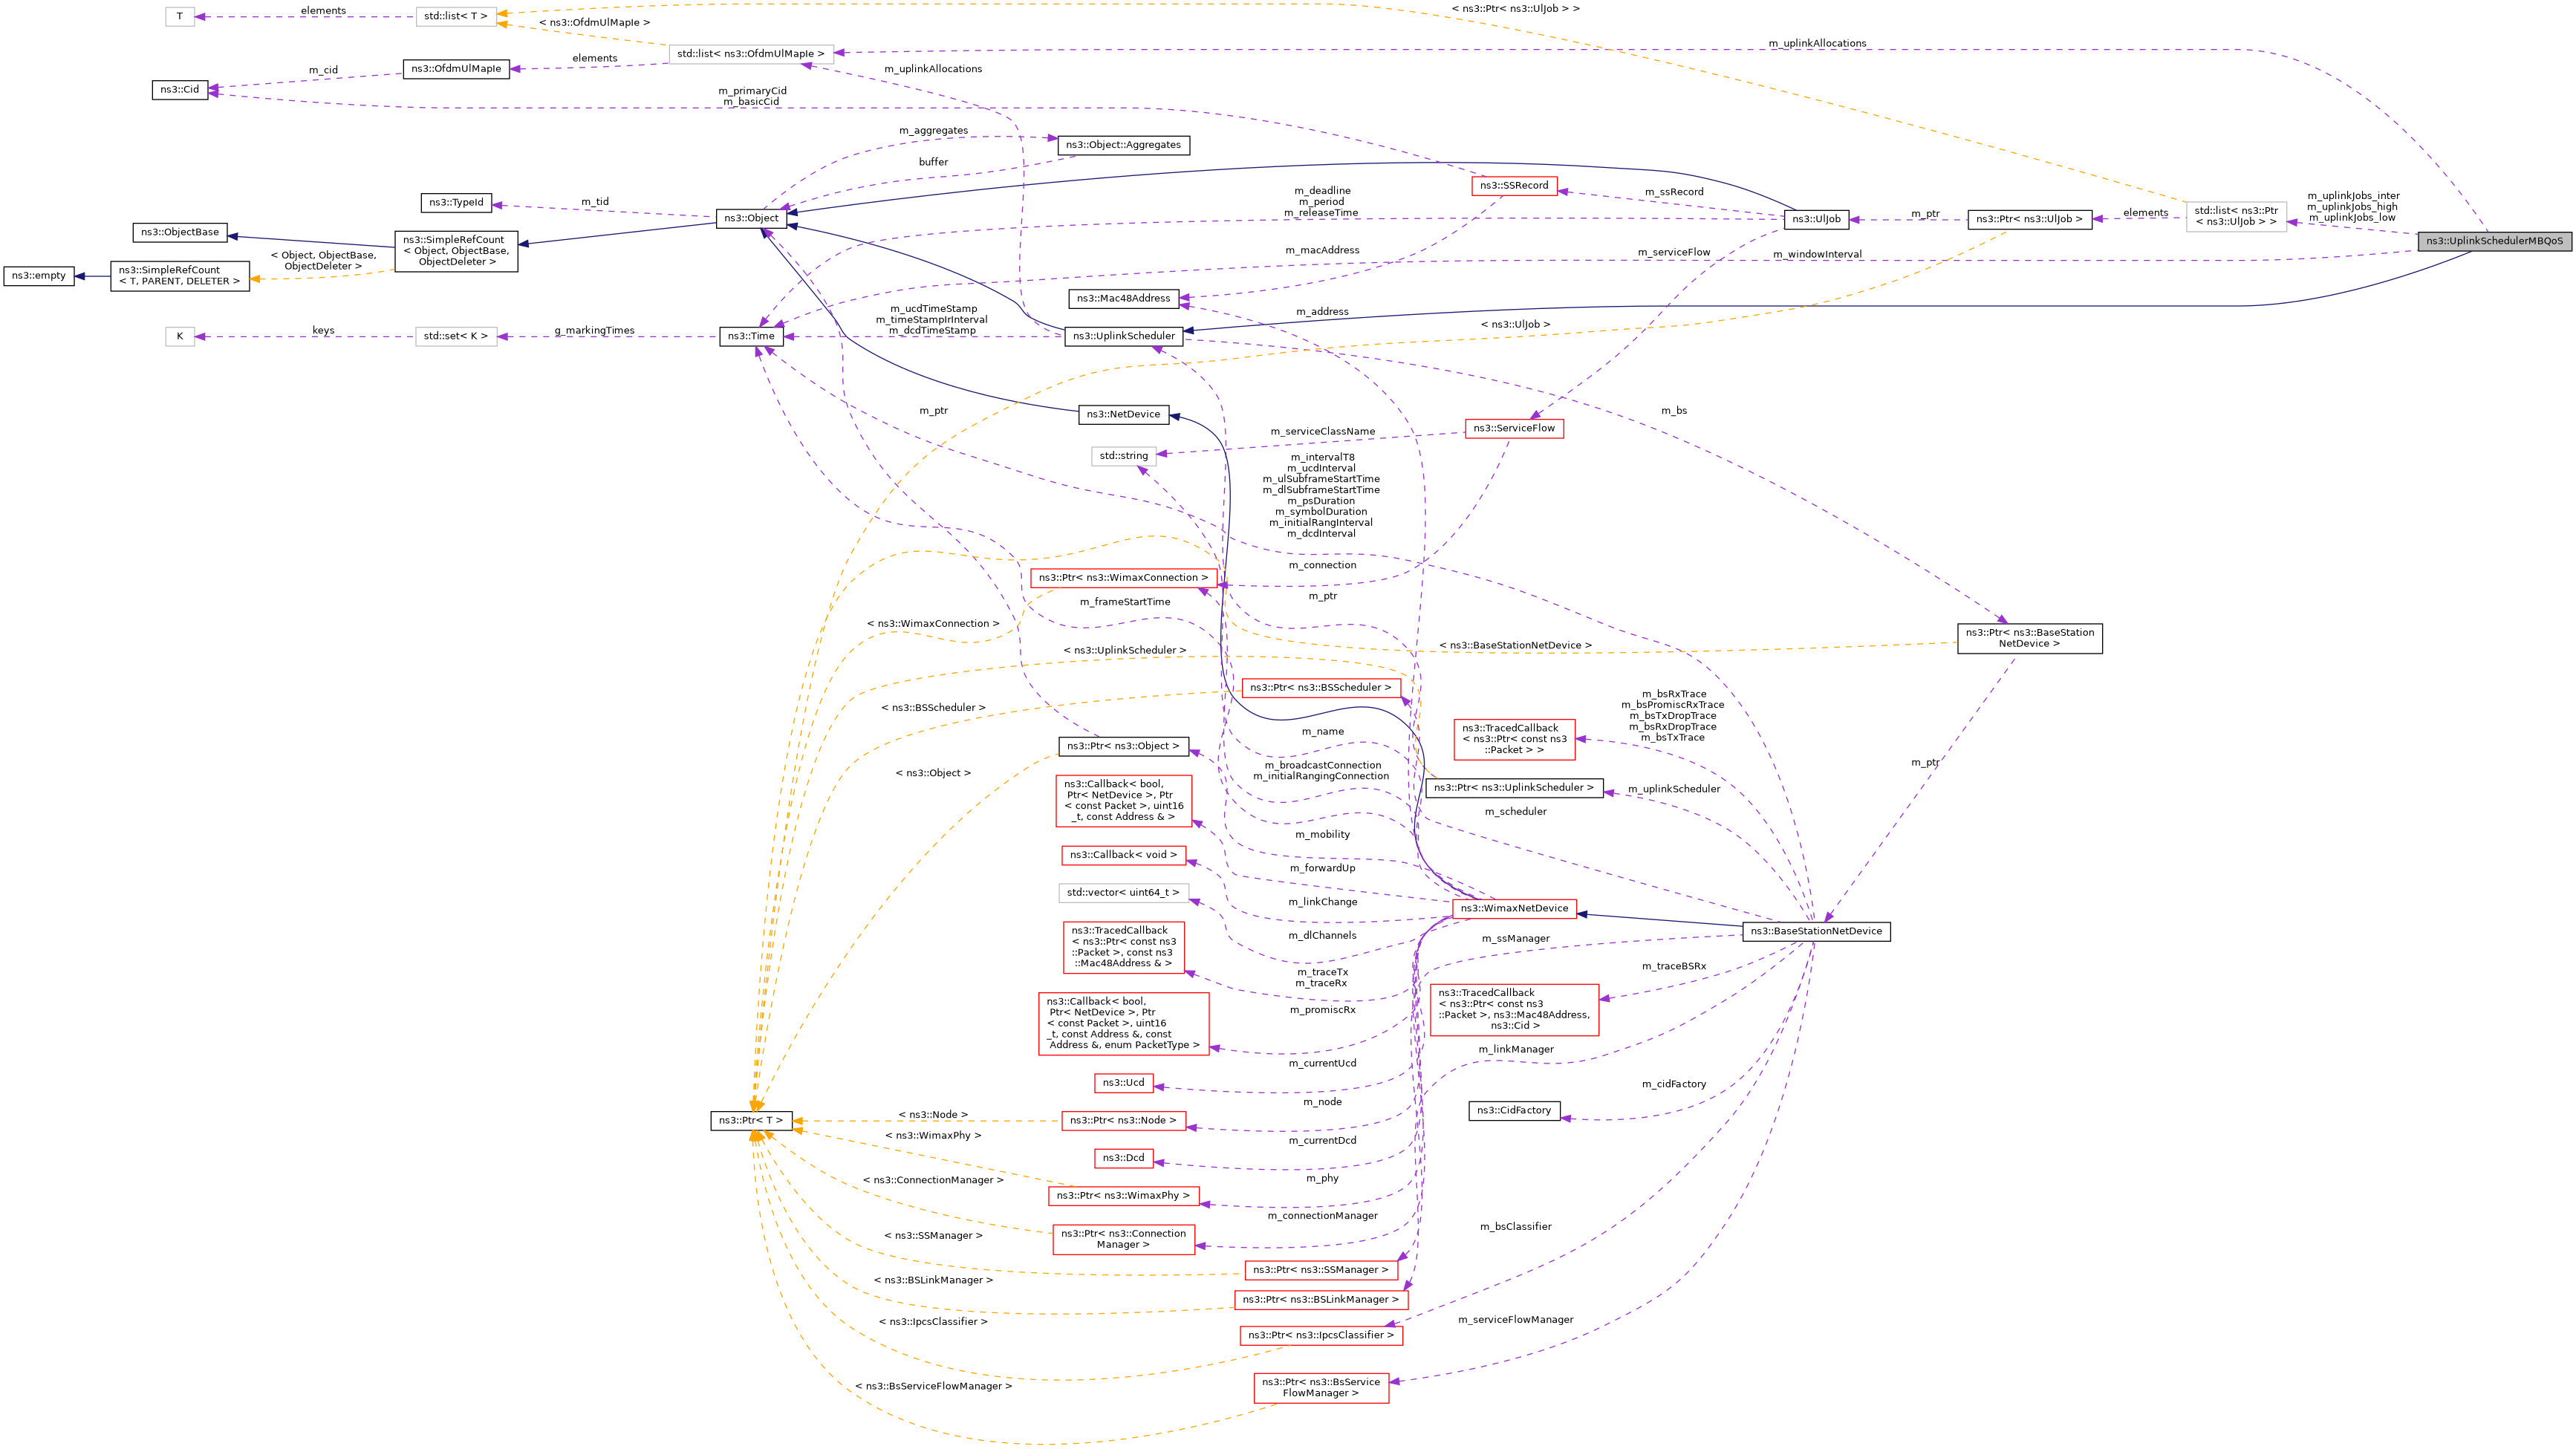 T
elements
std::list< T >
< ns3::OfdmUlMapIe >
< ns3::Ptr< ns3::UlJob > >
std::list< ns3::OfdmUlMapIe >
m_uplinkAllocations
elements
ns3::OfdmUlMapIe
m_cid
ns3::Cid
m_uplinkAllocations
m_primaryCid
m_basicCid
m_aggregates
ns3::Object::Aggregates
buffer
ns3::SSRecord
m_ssRecord
m_deadline
m_period
m_releaseTime
ns3::TypeId
m_tid
ns3::Object
ns3::UlJob
m_ptr
ns3::Ptr< ns3::UlJob >
elements
std::list< ns3::Ptr
< ns3::UlJob > >
m_uplinkJobs_inter
m_uplinkJobs_high
m_uplinkJobs_low
ns3::UplinkSchedulerMBQoS
ns3::ObjectBase
ns3::SimpleRefCount
< Object, ObjectBase,
ObjectDeleter >
< Object, ObjectBase,
ObjectDeleter >
ns3::empty
ns3::SimpleRefCount
< T, PARENT, DELETER >
m_macAddress
m_serviceFlow
m_windowInterval
ns3::Mac48Address
m_address
K
keys
std::set< K >
g_markingTimes
ns3::Time
m_ucdTimeStamp
m_timeStampIrInterval
m_dcdTimeStamp
ns3::UplinkScheduler
< ns3::UlJob >
m_ptr
ns3::NetDevice
m_bs
ns3::ServiceFlow
m_serviceClassName
std::string
m_intervalT8
m_ucdInterval
m_ulSubframeStartTime
m_dlSubframeStartTime
m_psDuration
m_symbolDuration
m_initialRangInterval
m_dcdInterval
m_connection
ns3::Ptr< ns3::WimaxConnection >
m_frameStartTime
m_ptr
< ns3::WimaxConnection >
< ns3::UplinkScheduler >
< ns3::BaseStationNetDevice >
ns3::Ptr< ns3::BaseStation
NetDevice >
ns3::Ptr< ns3::BSScheduler >
< ns3::BSScheduler >
m_bsRxTrace
m_bsPromiscRxTrace
m_bsTxDropTrace
m_bsRxDropTrace
m_bsTxTrace
ns3::TracedCallback
< ns3::Ptr< const ns3
::Packet > >
m_name
ns3::Ptr< ns3::Object >
< ns3::Object >
m_ptr
m_broadcastConnection
m_initialRangingConnection
ns3::Ptr< ns3::UplinkScheduler >
m_uplinkScheduler
m_scheduler
ns3::Callback< bool,
Ptr< NetDevice >, Ptr
< const Packet >, uint16
_t, const Address & >
m_mobility
ns3::Callback< void >
m_forwardUp
std::vector< uint64_t >
m_linkChange
ns3::WimaxNetDevice
ns3::BaseStationNetDevice
m_dlChannels
m_ssManager
ns3::TracedCallback
< ns3::Ptr< const ns3
::Packet >, const ns3
::Mac48Address & >
m_traceTx
m_traceRx
m_traceBSRx
ns3::TracedCallback
< ns3::Ptr< const ns3
::Packet >, ns3::Mac48Address,
ns3::Cid >
ns3::Callback< bool,
Ptr< NetDevice >, Ptr
< const Packet >, uint16
_t, const Address &, const
Address &, enum PacketType >
m_promiscRx
m_linkManager
m_currentUcd
ns3::Ucd
m_cidFactory
ns3::CidFactory
m_node
ns3::Ptr< T >
< ns3::Node >
ns3::Ptr< ns3::Node >
< ns3::WimaxPhy >
m_currentDcd
ns3::Dcd
m_phy
< ns3::ConnectionManager >
ns3::Ptr< ns3::WimaxPhy >
m_connectionManager
m_bsClassifier
< ns3::SSManager >
ns3::Ptr< ns3::Connection
Manager >
ns3::Ptr< ns3::SSManager >
< ns3::BSLinkManager >
ns3::Ptr< ns3::BSLinkManager >
< ns3::IpcsClassifier >
m_serviceFlowManager
ns3::Ptr< ns3::IpcsClassifier >
< ns3::BsServiceFlowManager >
ns3::Ptr< ns3::BsService
FlowManager >